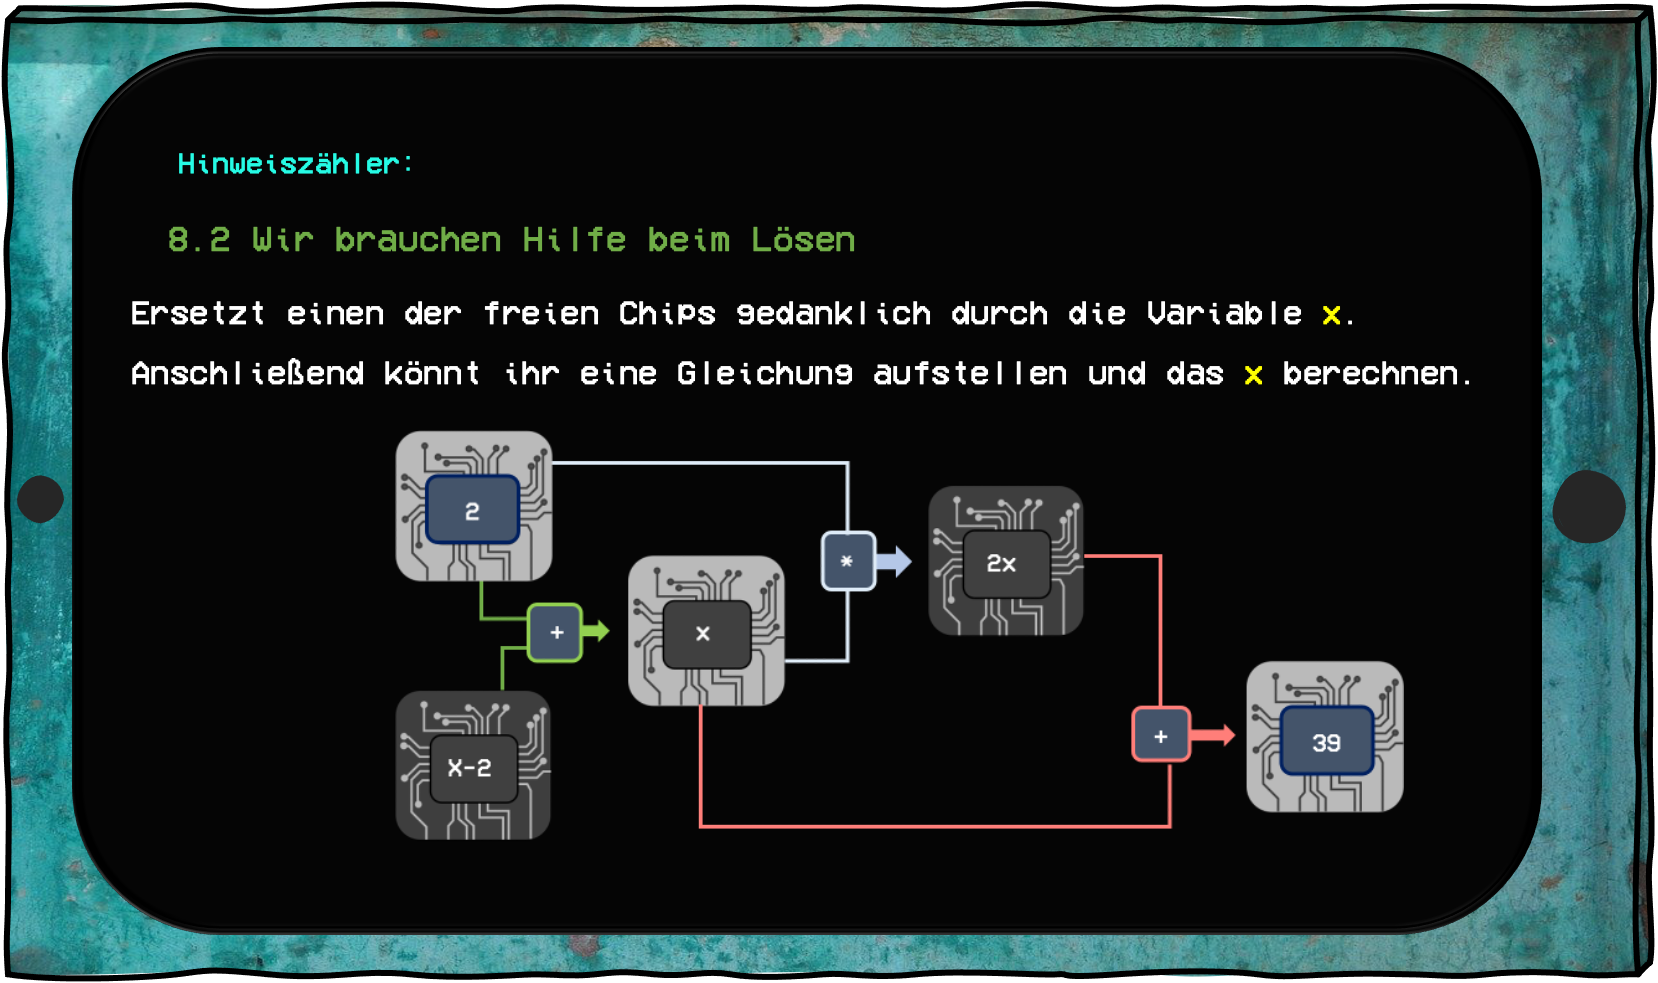 Hinweiszähler:
8.2 Wir brauchen Hilfe beim Lösen
Ersetzt einen der freien Chips gedanklich durch die Variable x.
Anschließend könnt ihr eine Gleichung aufstellen und das x berechnen.
2
*
2x
+
x
X-2
+
39